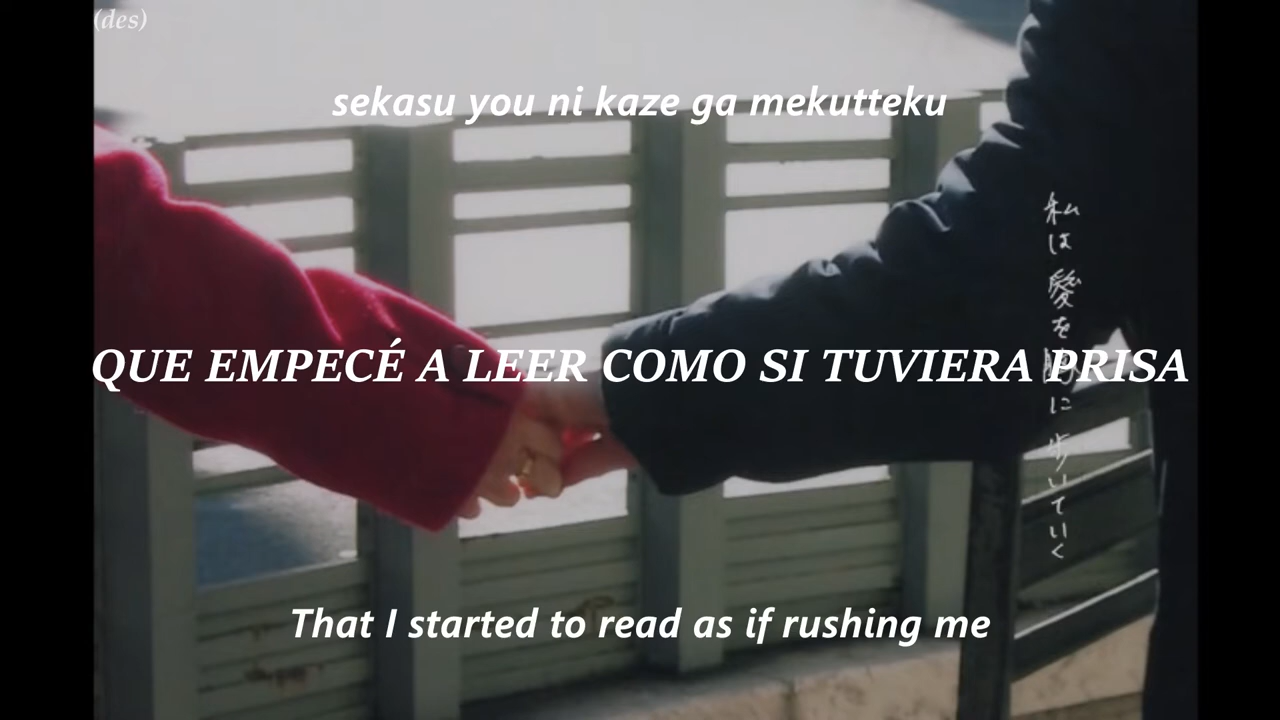 (des)
sekasu you ni kaze ga mekutteku
私は愛を胸に歩いていく
QUE EMPECÉ A LEER COMO SI TUVIERA PRISA
That I started to read as if rushing me